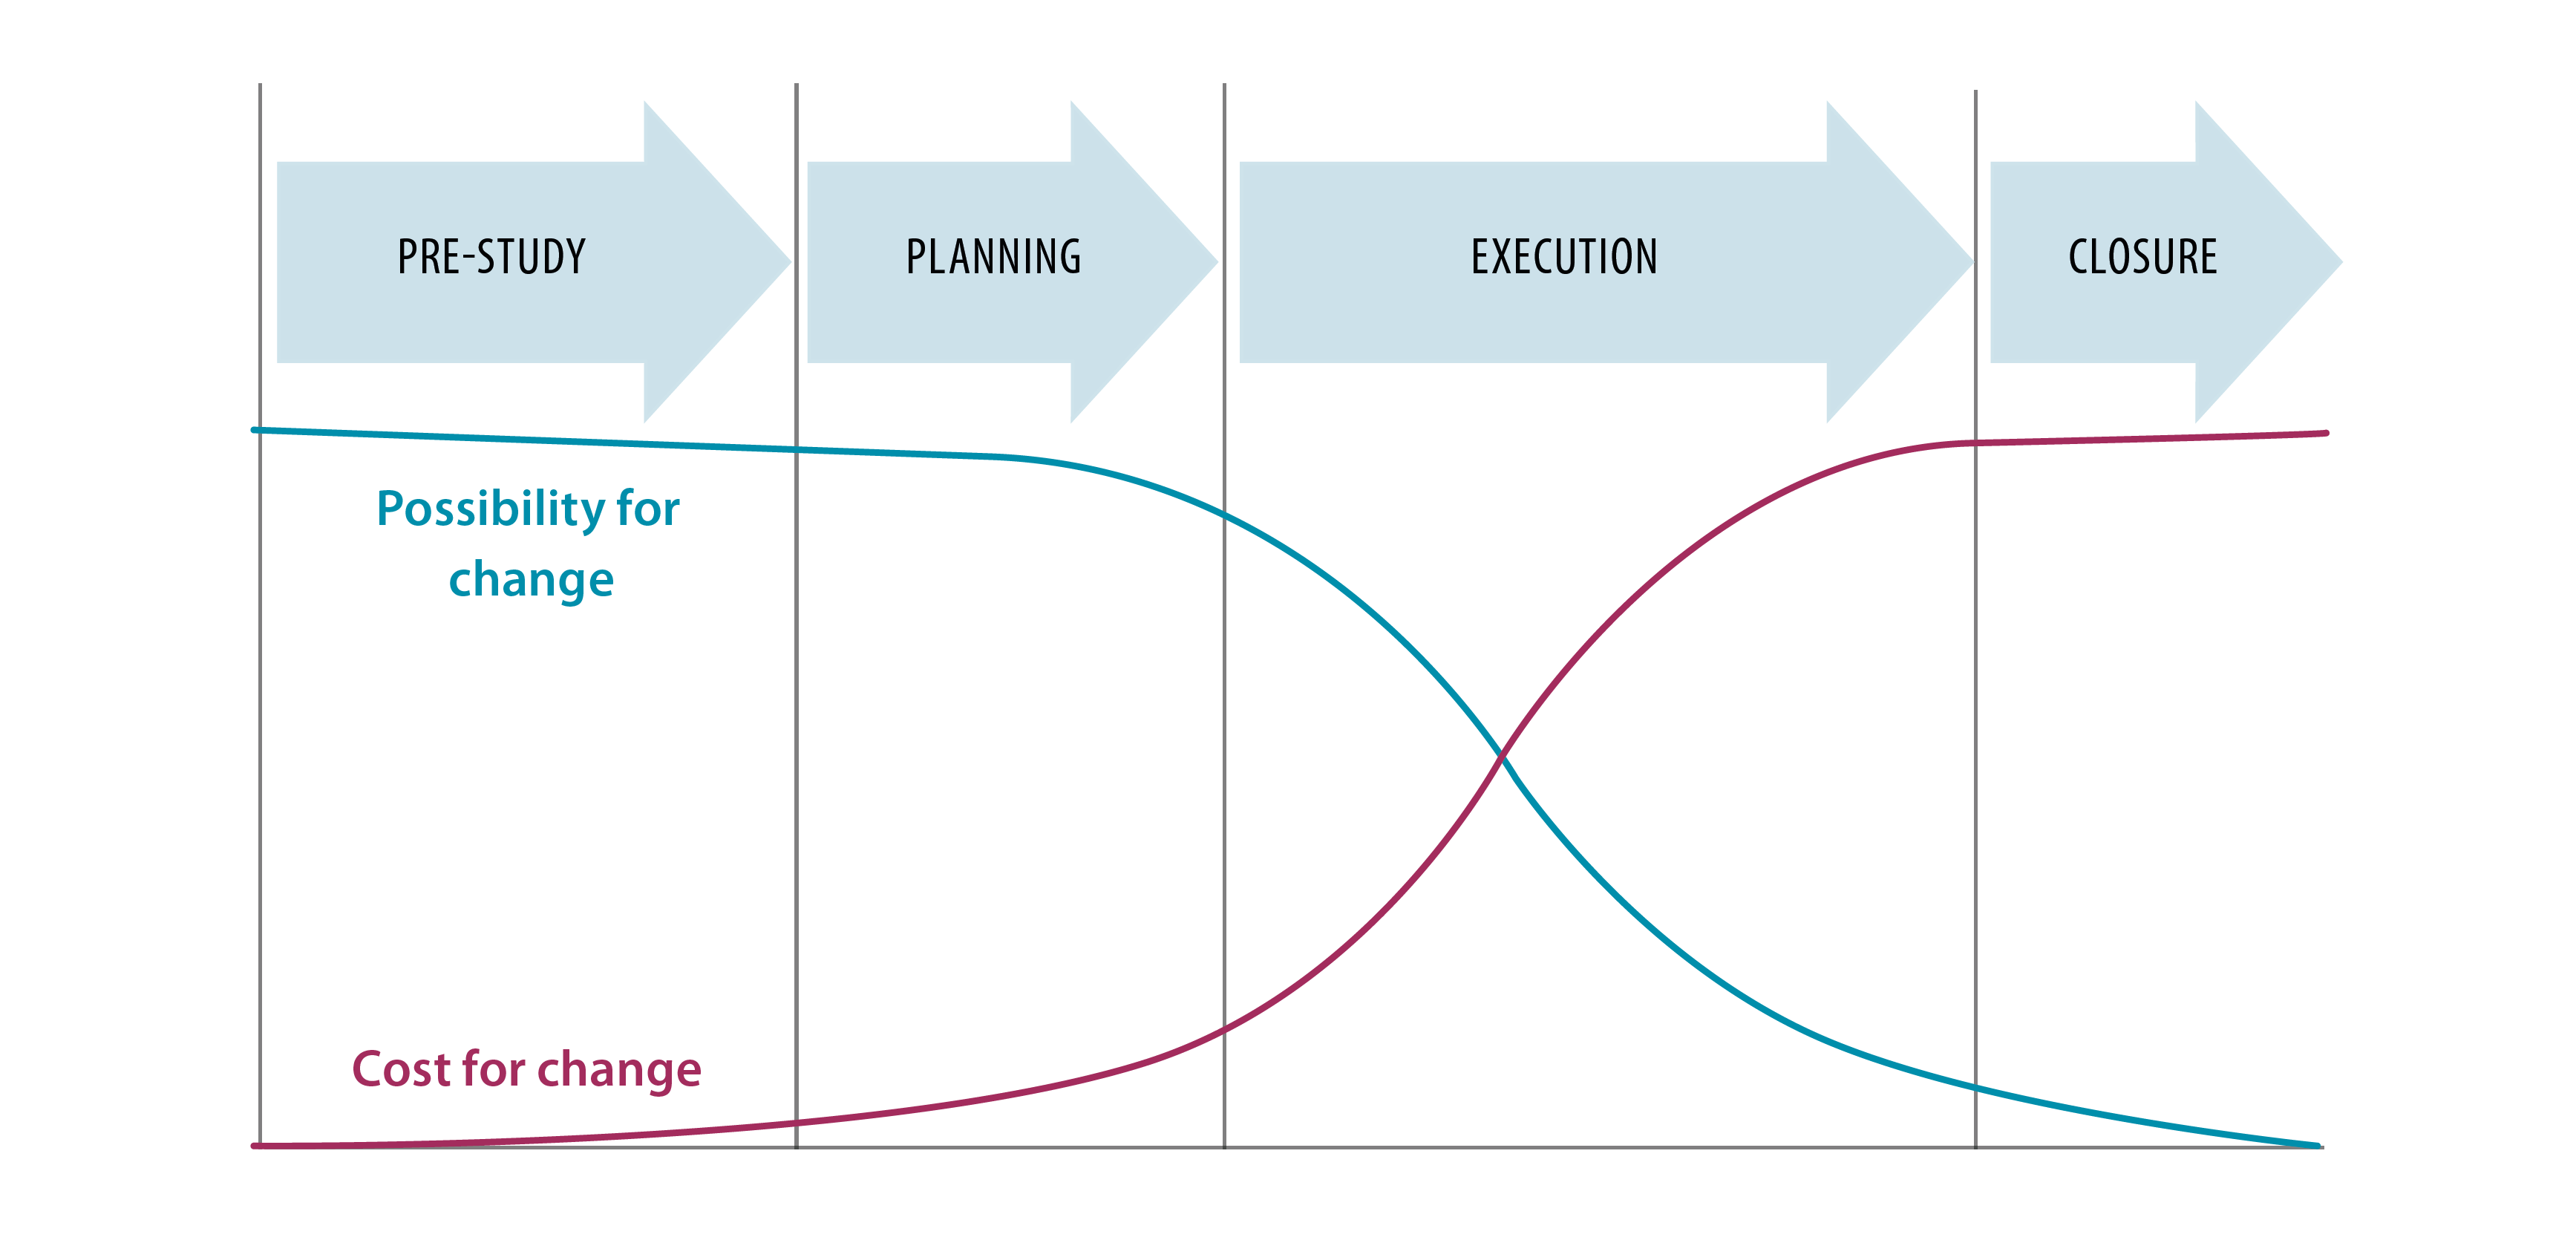 PRE-STUDY
PLANNING
EXECUTION
CLOSURE
Possibility for
change
Cost for change